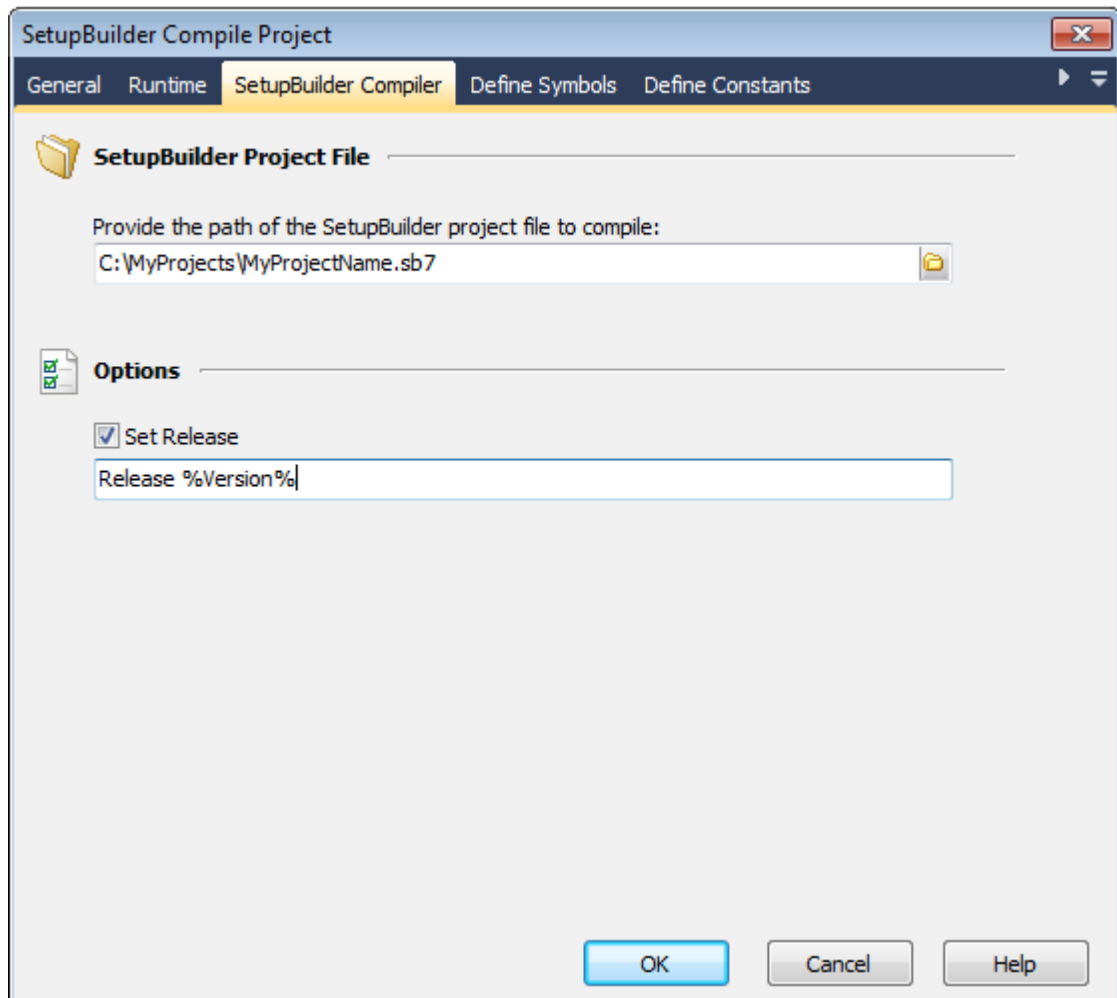 SetupBuilder Compile Project
General Runtime SetupBuilder Compiler Define Symbols Define Constants
SetupBuilder Project File
Provide the path of the SetupBuilder project file to compile:
C:\MyProjects\MyProjectName.sb7
Options
Set Release
Release %Version%
OK Cancel Help